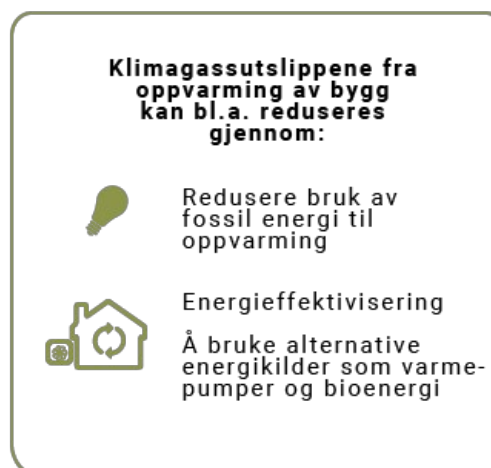 Klimagassutslippene fra
oppvarming av bygg
kan bl.a. reduseres
gjennom:
Redusere bruk av
fossil energi til
oppvarming
Energieffektivisering
Å bruke alternative
energikilder som varme-
pumper og bioenergi